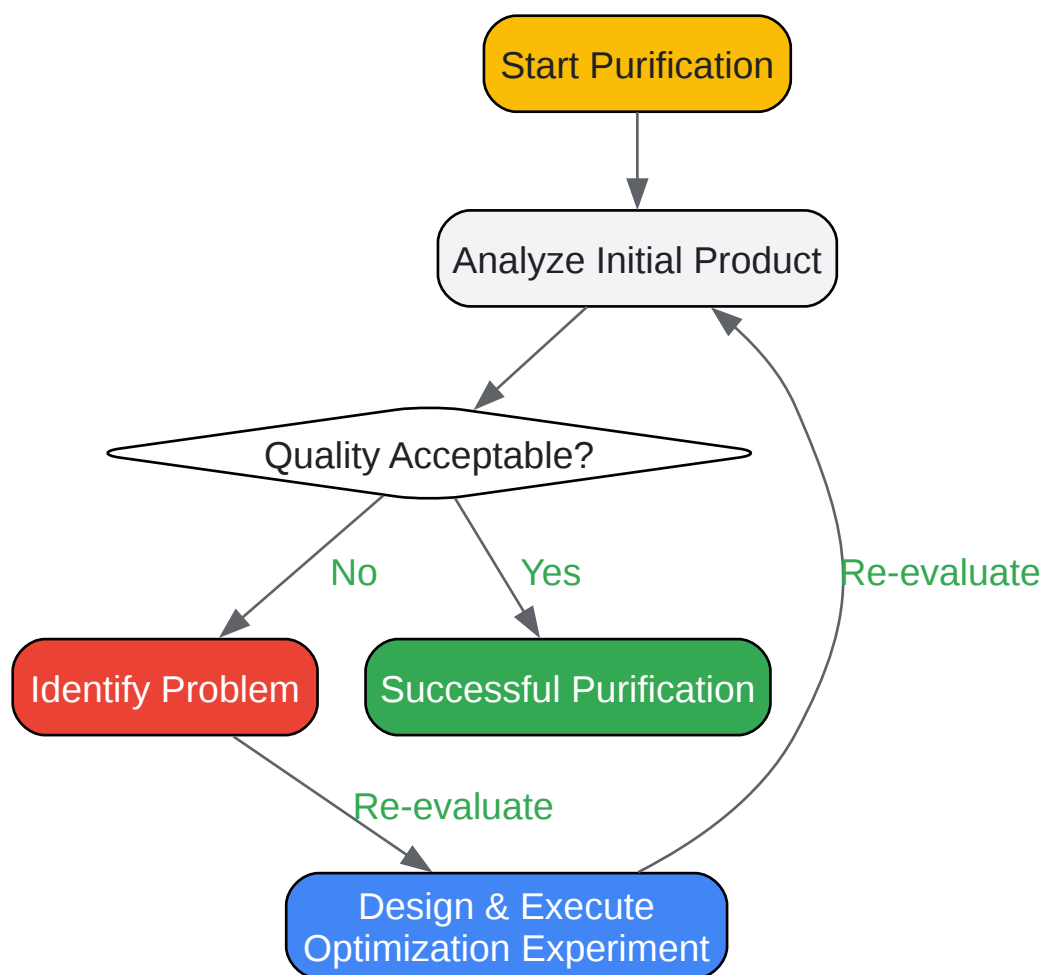 Start Purification
Analyze Initial Product
Quality Acceptable?
No
Yes
Re-evaluate
Identify Problem
Successful Purification
Re-evaluate
Design & Execute
Optimization Experiment